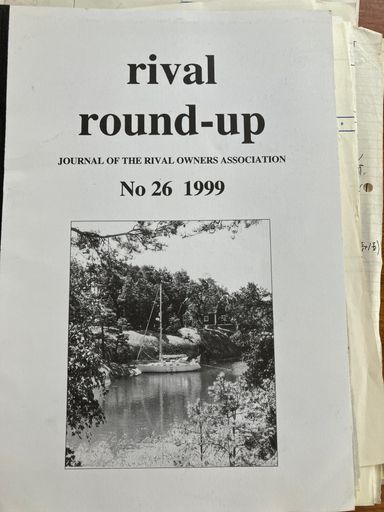 rival
round-up
JOURNAL OF THE RIVAL OWNERS ASSOCIATION
No 26 1999